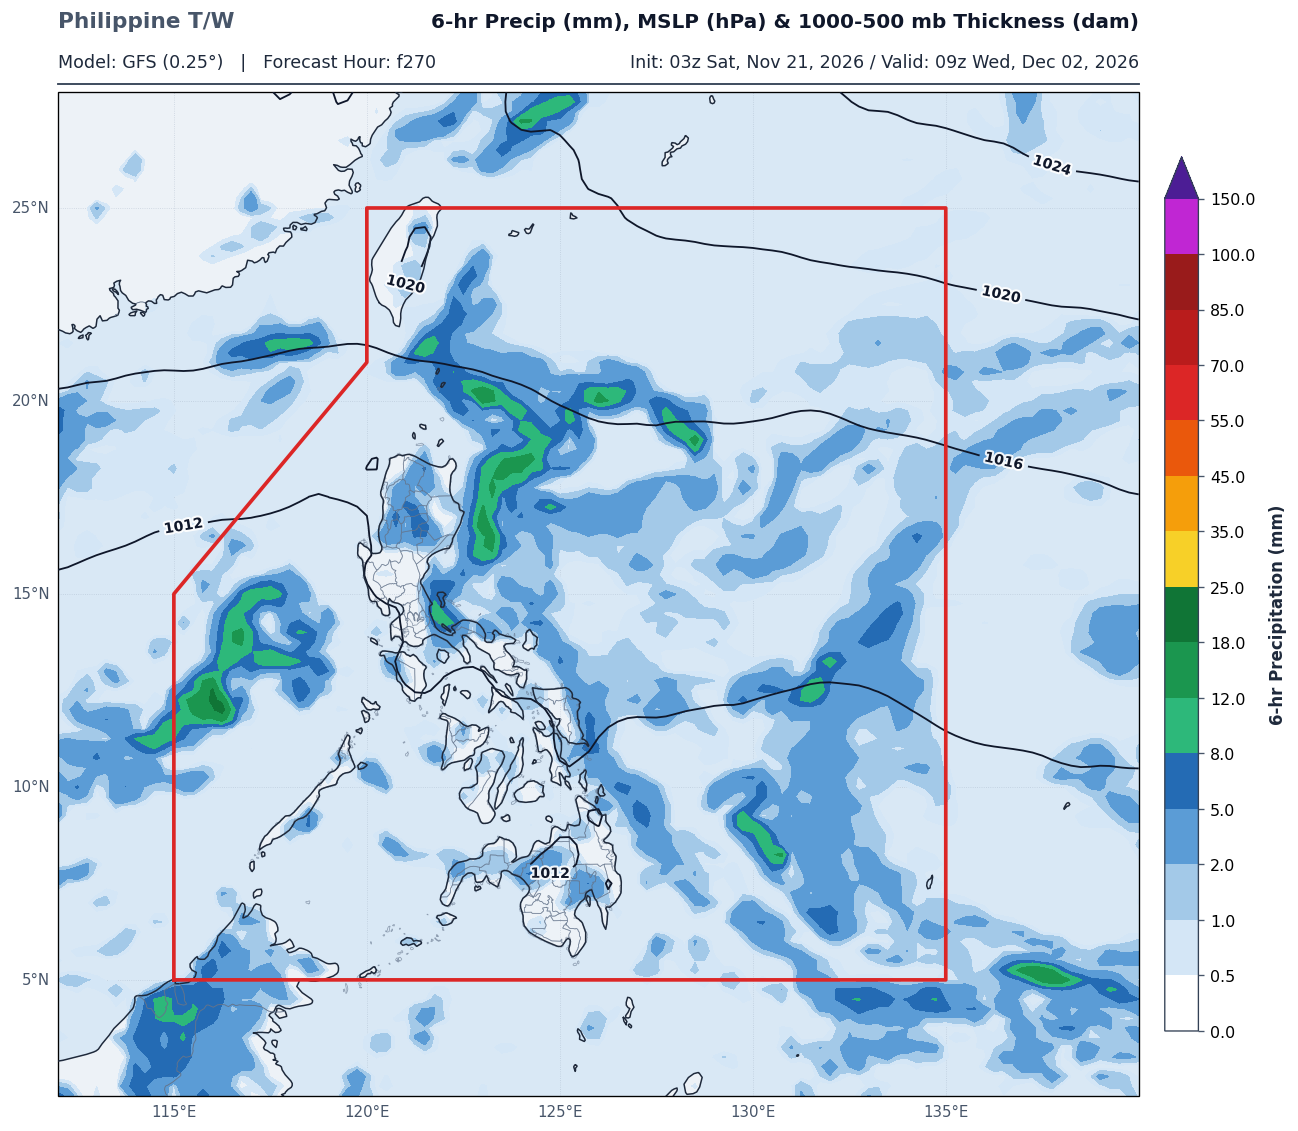 Philippine T/W
6-hr Precip (mm), MSLP (hPa) & 1000-500 mb Thickness (dam)
Model: GFS (0.25°) | Forecast Hour: f270
Init: 03z Sat, Nov 21, 2026 / Valid: 09z Wed, Dec 02, 2026
1024
1020
1020
1016
1012
1012
25°N
20°N
15°N
10°N
5°N
115°E
120°E
125°E
130°E
135°E
150.0
100.0
85.0
70.0
55.0
45.0
35.0
25.0
18.0
12.0
8.0
5.0
2.0
1.0
0.5
0.0
6-hr Precipitation (mm)